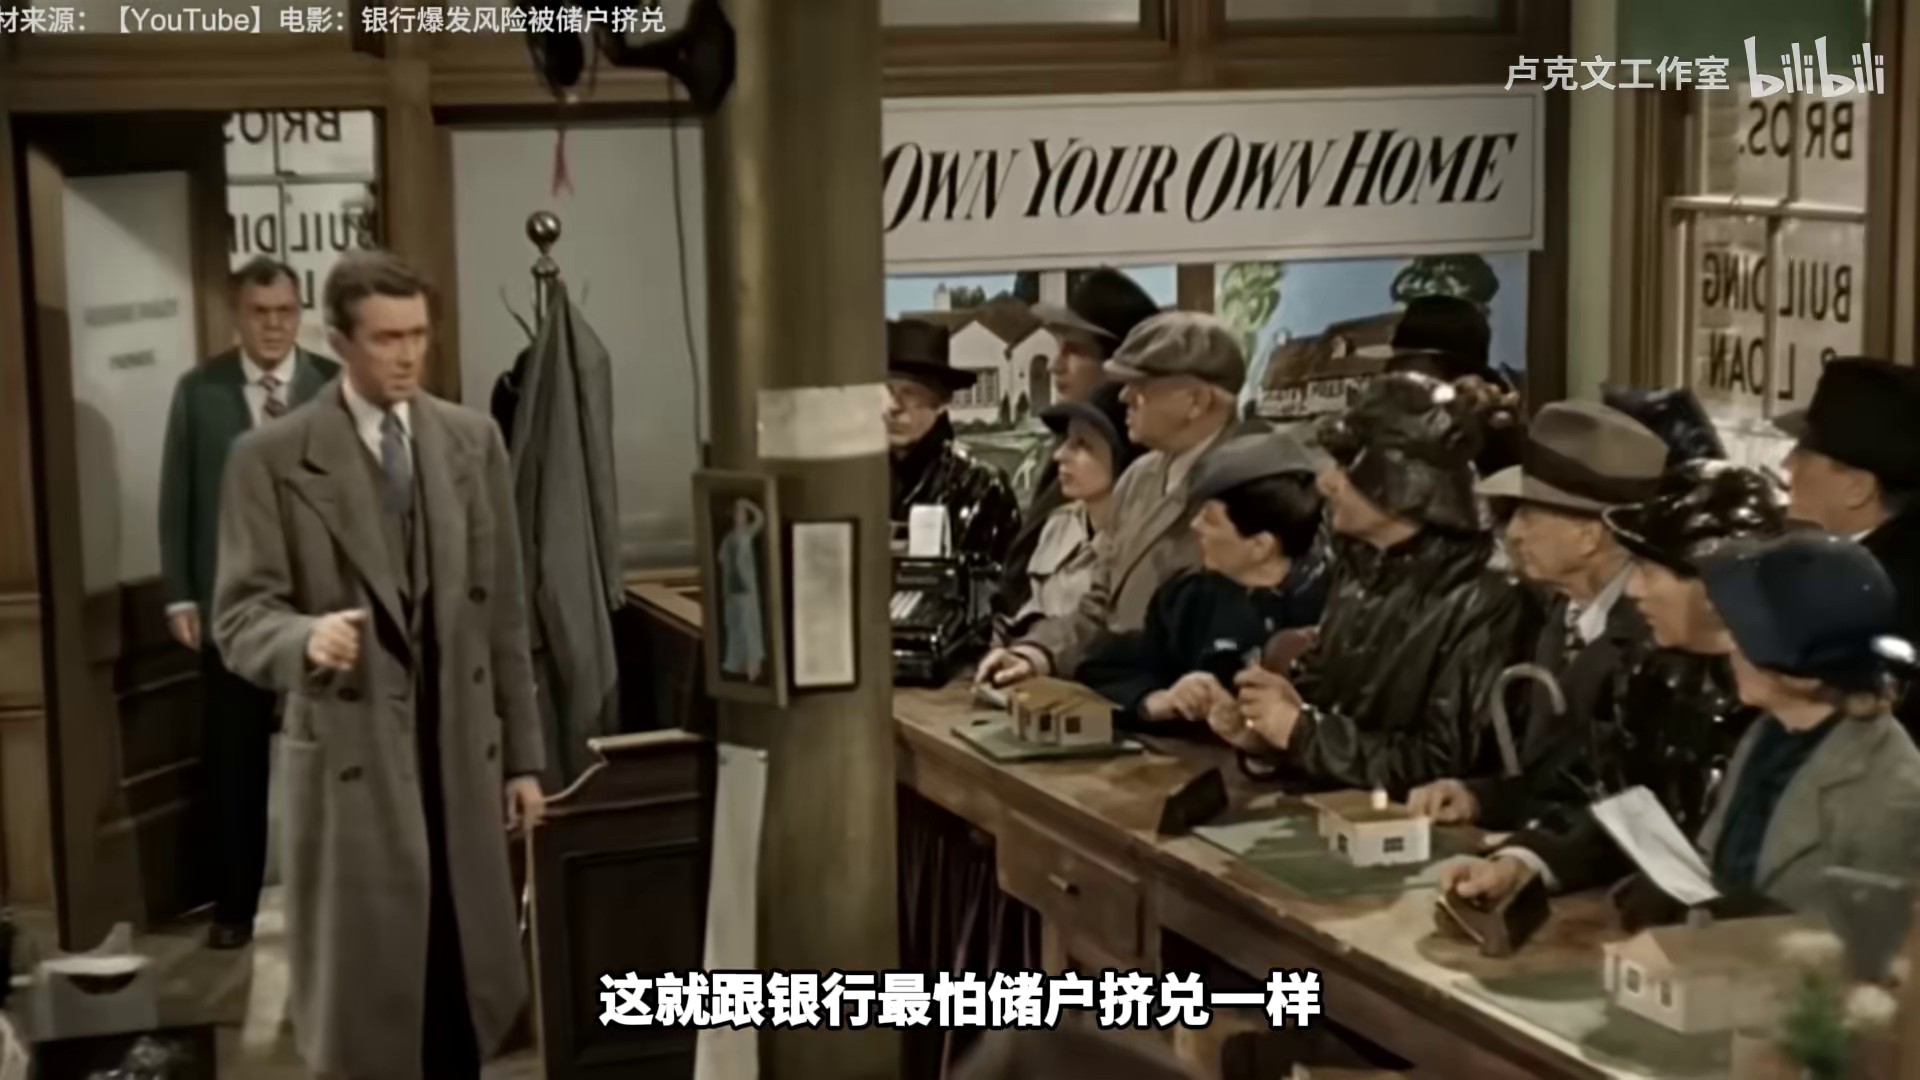 材来源：【YouTube】电影：银行爆发风险被储户挤兑
卢克文工作室 bilibili
BROS.
BUILDING
& LOAN
OWN YOUR OWN HOME
BROS.
BUILDING
& LOAN
这就跟银行最怕储户挤兑一样